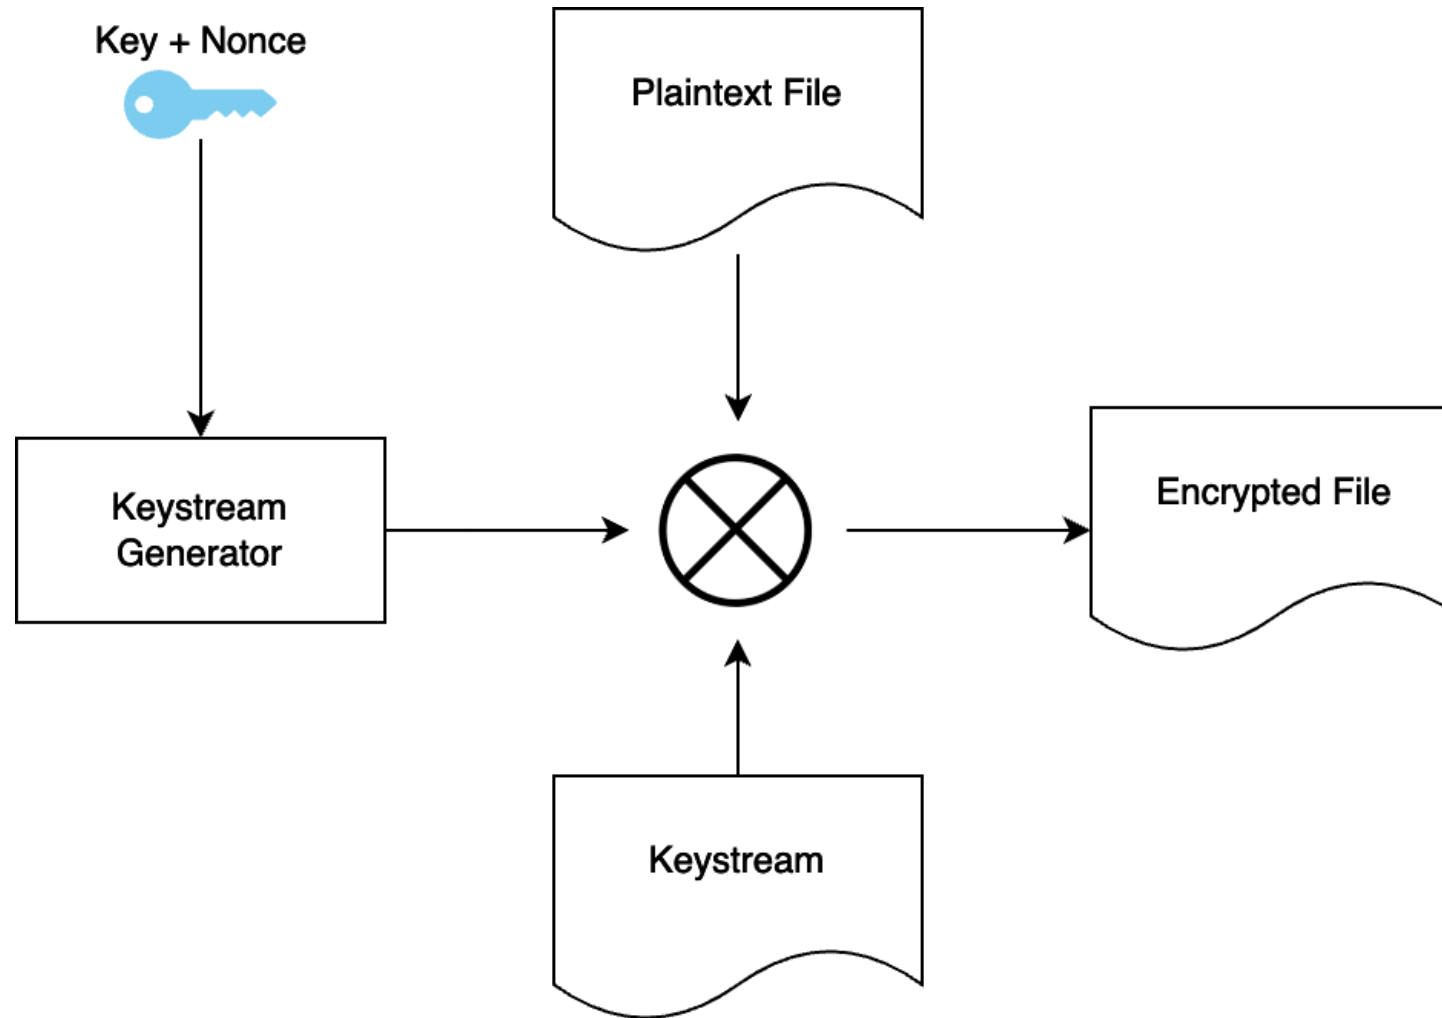 Key + Nonce
Plaintext File
Keystream
Generator
Encrypted File
Keystream